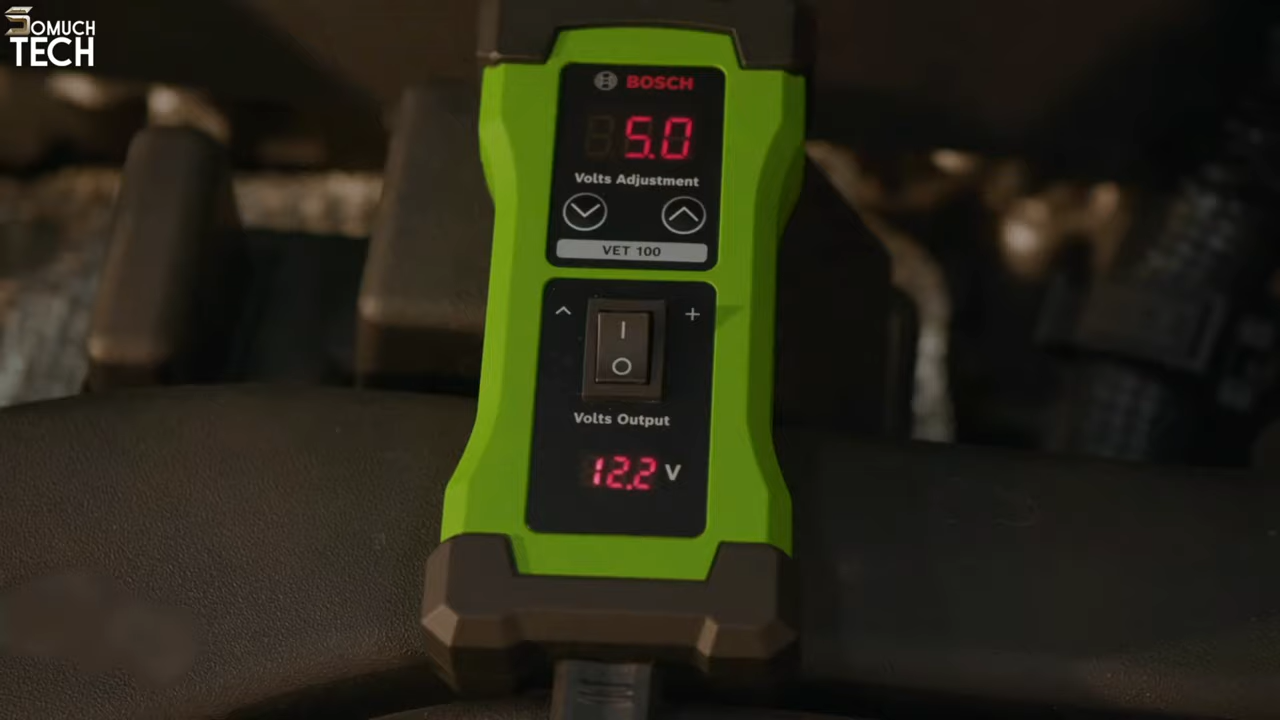 SOMUCH
TECH
BOSCH
5.0
Volts Adjustment
VET 100
^ I +
O
Volts Output
12.2 V